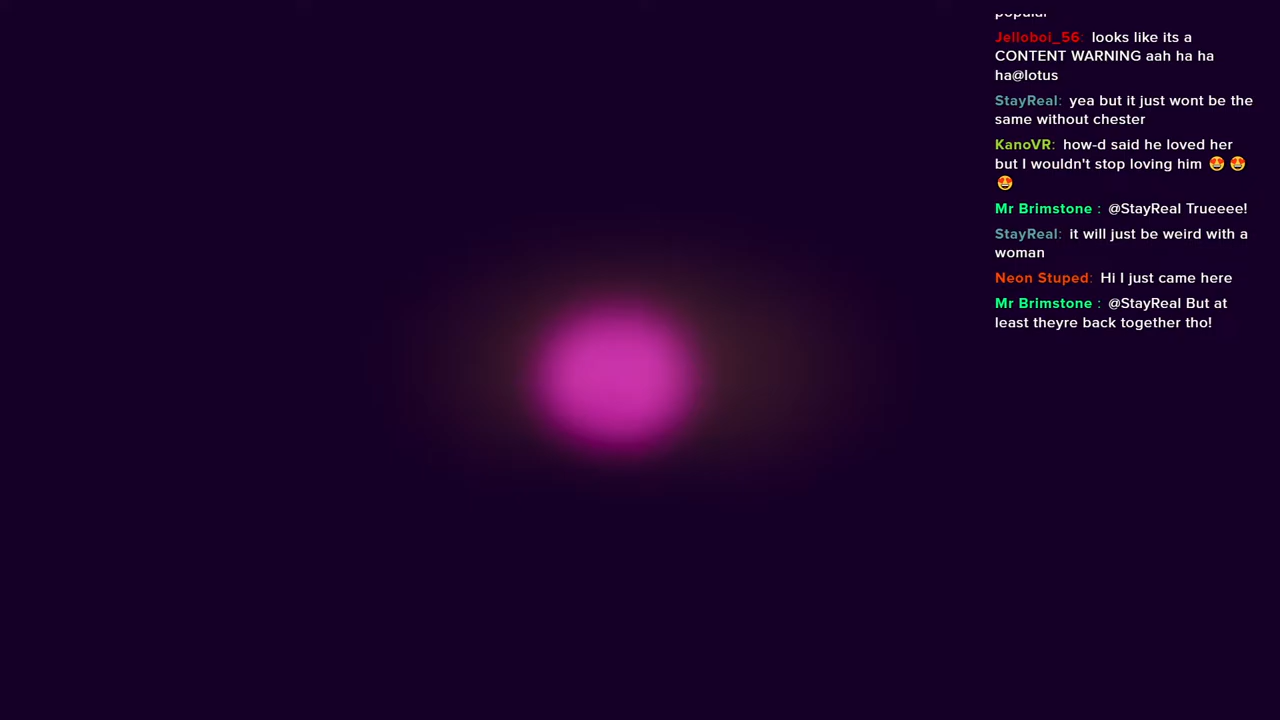 popular
Jelloboi_56: looks like its a
CONTENT WARNING aah ha ha
ha@lotus
StayReal: yea but it just wont be the
same without chester
KanoVR: how-d said he loved her
but I wouldn't stop loving him 🤩 🤩
🤩
Mr Brimstone : @StayReal Trueeee!
StayReal: it will just be weird with a
woman
Neon Stuped: Hi I just came here
Mr Brimstone : @StayReal But at
least theyre back together tho!